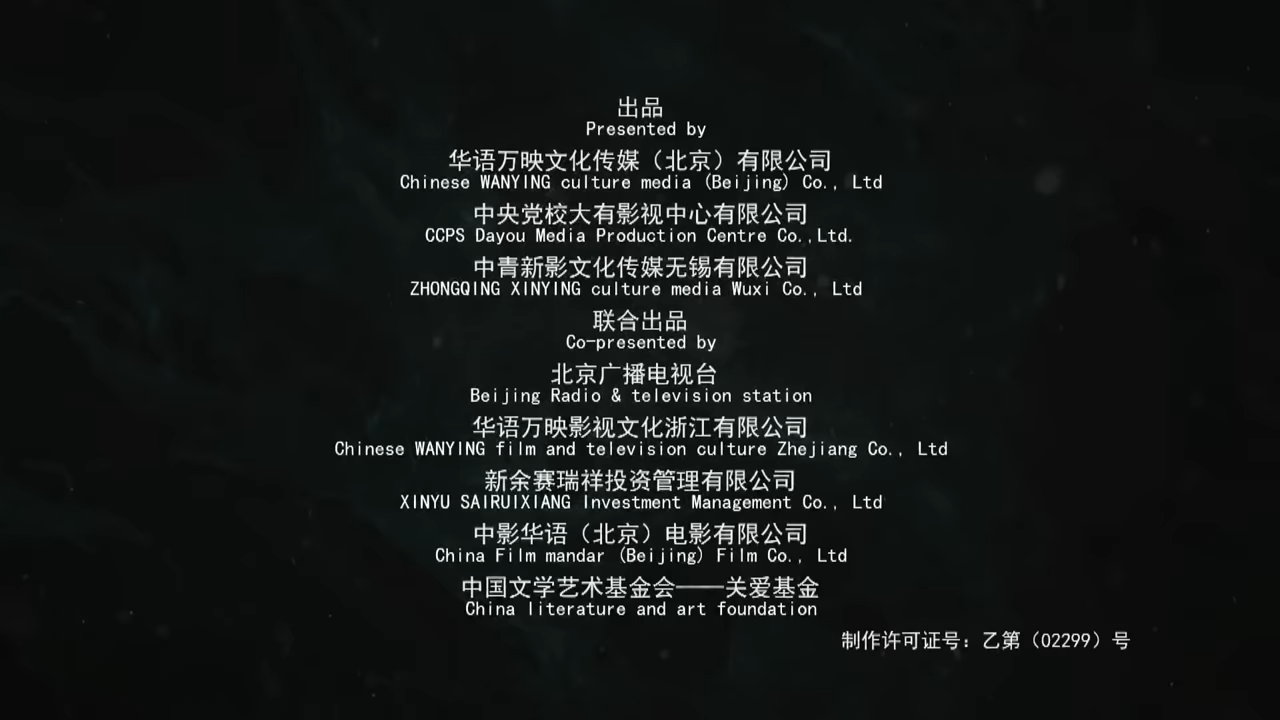 出品
Presented by
华语万映文化传媒（北京）有限公司
Chinese WANYING culture media (Beijing) Co., Ltd
中央党校大有影视中心有限公司
CCPS Dayou Media Production Centre Co.,Ltd.
中青新影文化传媒无锡有限公司
ZHONGQING XINYING culture media Wuxi Co., Ltd
联合出品
Co-presented by
北京广播电视台
Beijing Radio & television station
华语万映影视文化浙江有限公司
Chinese WANYING film and television culture Zhejiang Co., Ltd
新余赛瑞祥投资管理有限公司
XINYU SAIRUIXIANG Investment Management Co., Ltd
中影华语（北京）电影有限公司
China Film mandar (Beijing) Film Co., Ltd
中国文学艺术基金会——关爱基金
China literature and art foundation
制作许可证号：乙第（02299）号